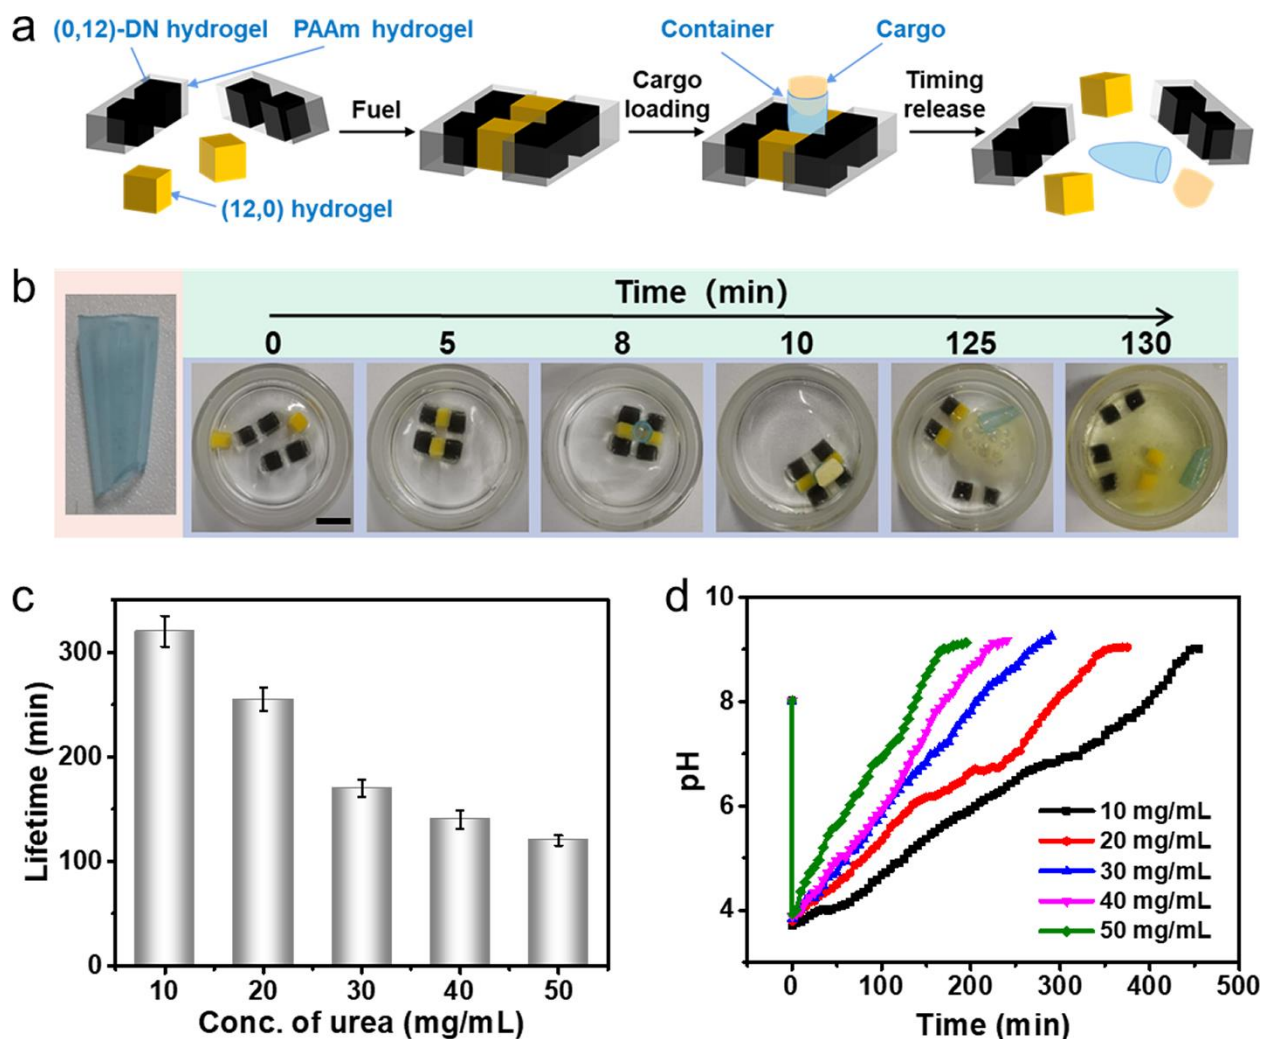 a
(0,12)-DN hydrogel
PAAm hydrogel
Container
Cargo
Fuel
Cargo
loading
Timing
release
(12,0) hydrogel
b
Time (min)
0 5 8 10 125 130
c
300
200
100
0
Lifetime (min)
10 20 30 40 50
Conc. of urea (mg/mL)
d
10
8
6
4
pH
10 mg/mL
20 mg/mL
30 mg/mL
40 mg/mL
50 mg/mL
0 100 200 300 400 500
Time (min)